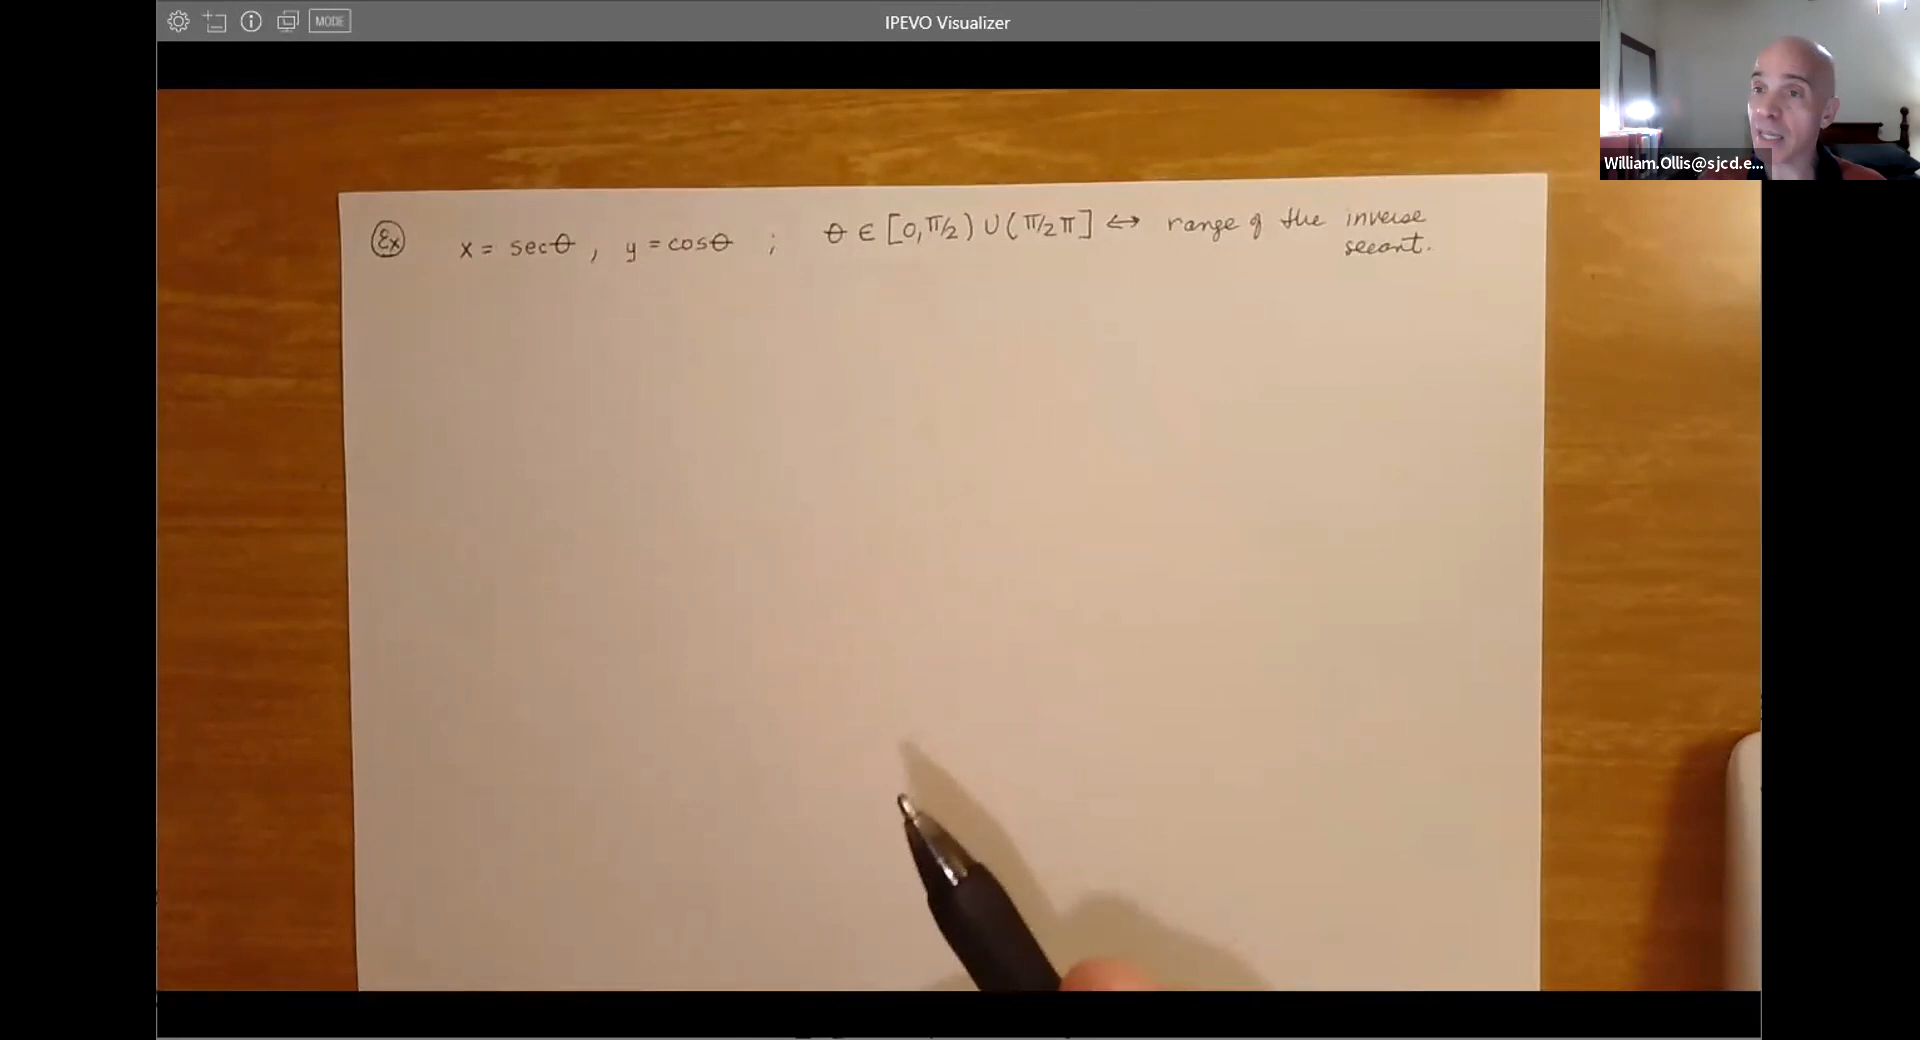 MODE
IPEVO Visualizer
William.Ollis@sjcd.e...
Ex x = secθ , y = cosθ ; θ ∈ [0, π/2) ∪ (π/2 π] ↔ range of the inverse
secant.